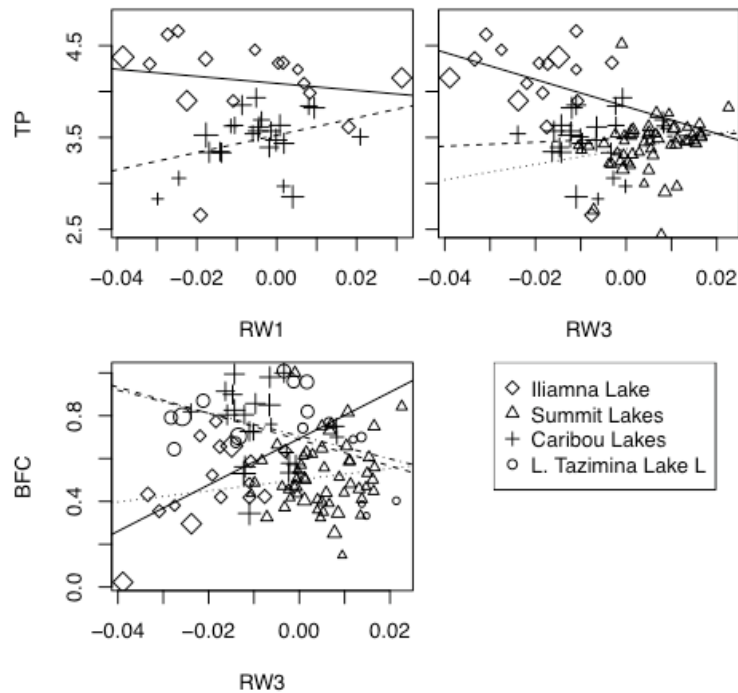 TP
4.5
3.5
2.5
−0.04 −0.02 0.00 0.02
RW1
−0.04 −0.02 0.00 0.02
RW3
BFC
0.8
0.4
0.0
−0.04 −0.02 0.00 0.02
RW3
Iliamna Lake
Summit Lakes
Caribou Lakes
L. Tazimina Lake L